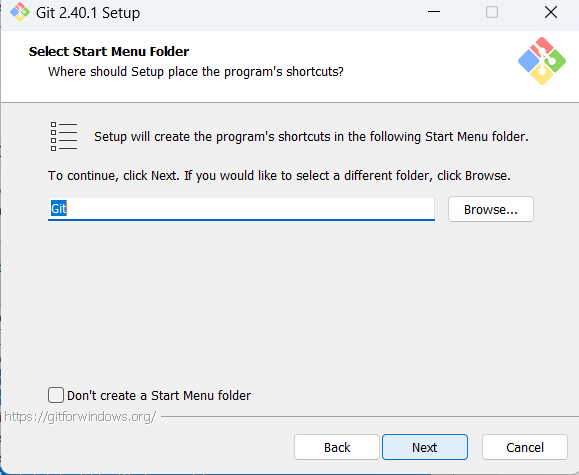 Git 2.40.1 Setup
Select Start Menu Folder
Where should Setup place the program's shortcuts?
Setup will create the program's shortcuts in the following Start Menu folder.
To continue, click Next. If you would like to select a different folder, click Browse.
Git
Browse...
Don't create a Start Menu folder
https://gitforwindows.org/
Back
Next
Cancel